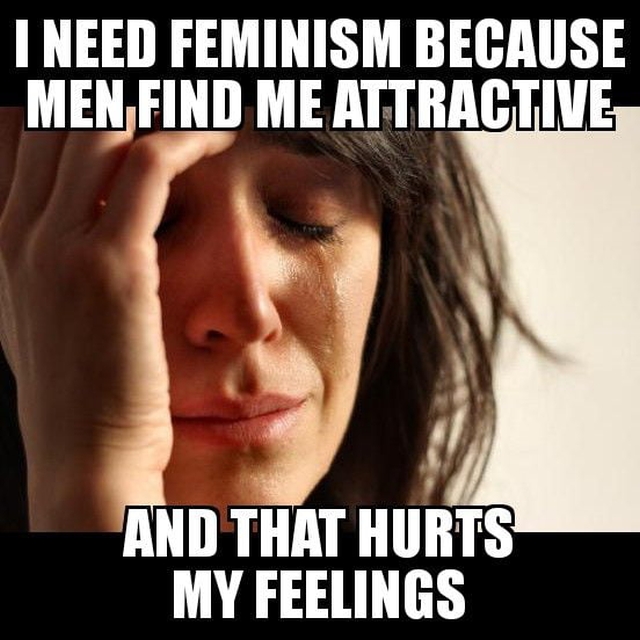 I NEED FEMINISM BECAUSE
MEN FIND ME ATTRACTIVE
AND THAT HURTS
MY FEELINGS